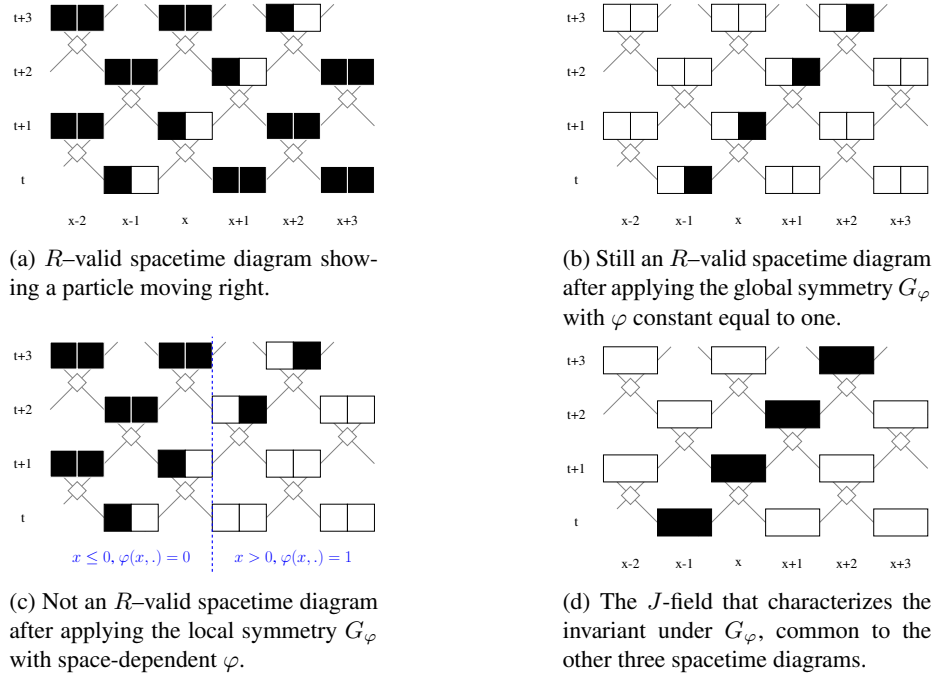 t+3
t+2
t+1
t
x-2 x-1 x x+1 x+2 x+3
(a) R–valid spacetime diagram show-
ing a particle moving right.
t+3
t+2
t+1
t
x-2 x-1 x x+1 x+2 x+3
(b) Still an R–valid spacetime diagram
after applying the global symmetry G_φ
with φ constant equal to one.
t+3
t+2
t+1
t
x ≤ 0, φ(x, .) = 0 x > 0, φ(x, .) = 1
(c) Not an R–valid spacetime diagram
after applying the local symmetry G_φ
with space-dependent φ.
t+3
t+2
t+1
t
x-2 x-1 x x+1 x+2 x+3
(d) The J-field that characterizes the
invariant under G_φ, common to the
other three spacetime diagrams.